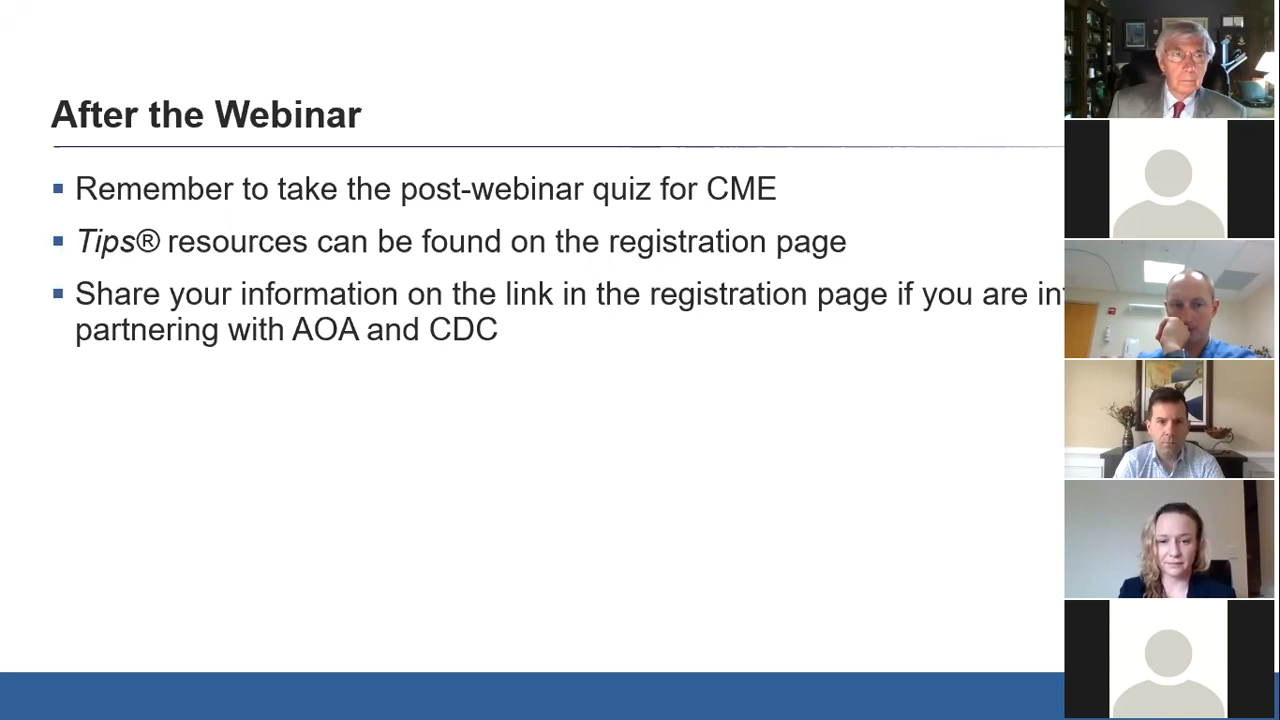 After the Webinar
Remember to take the post-webinar quiz for CME
Tips® resources can be found on the registration page
Share your information on the link in the registration page if you are
partnering with AOA and CDC